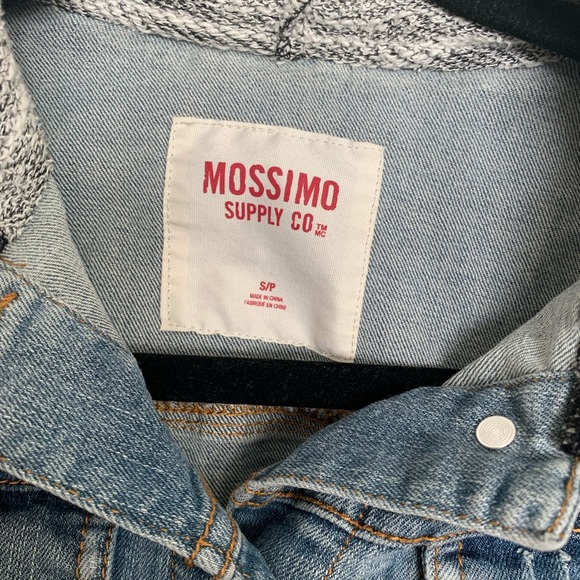 MOSSIMO
SUPPLY CO ™ MC
S/P
MADE IN CHINA
FABRIQUÉ EN CHINE